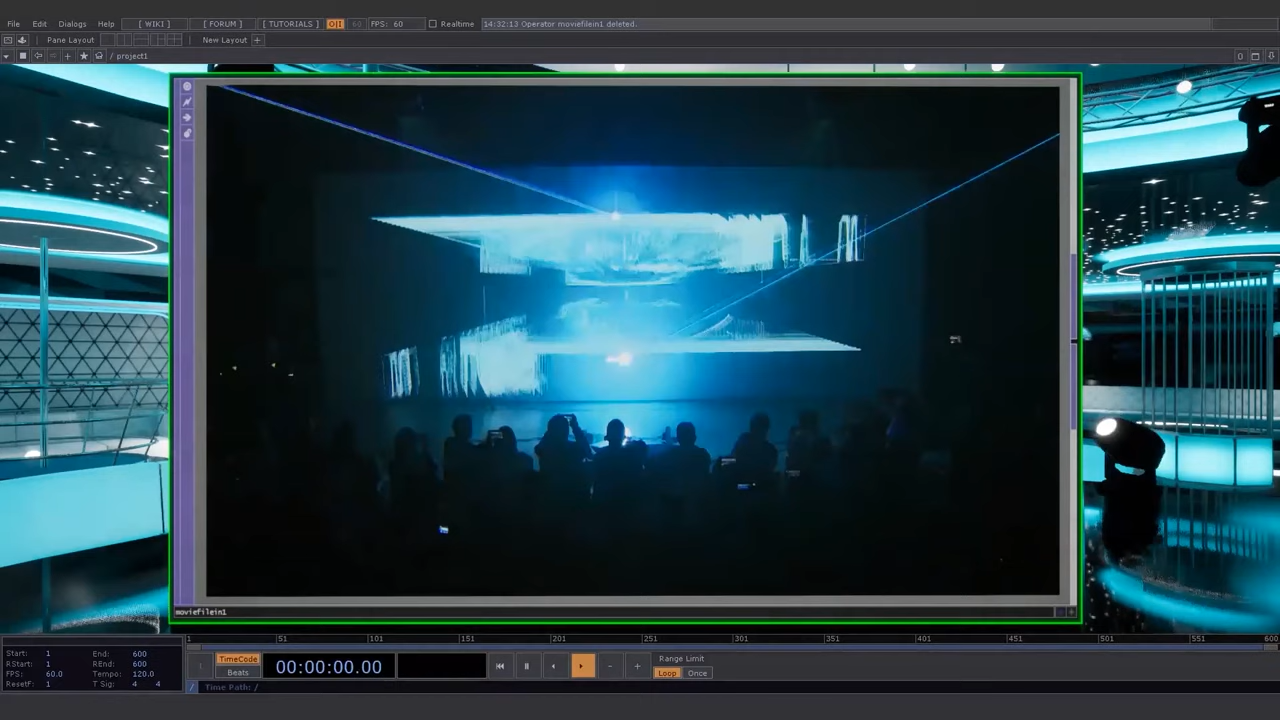 File Edit Dialogs Help [ WIKI ] [ FORUM ] [ TUTORIALS ] O|I 60 FPS: 60 Realtime 14:32:13 Operator moviefilein1 deleted.
Pane Layout New Layout +
/ project1 0
moviefilein1
1 51 101 151 201 251 301 351 401 451 501 551 600
Start: 1 End: 600
RStart: 1 REnd: 600
FPS: 60.0 Tempo: 120.0
ResetF: 1 T Sig: 4 4
TimeCode
Beats
00:00:00.00
Range Limit
Loop Once
/ Time Path: /